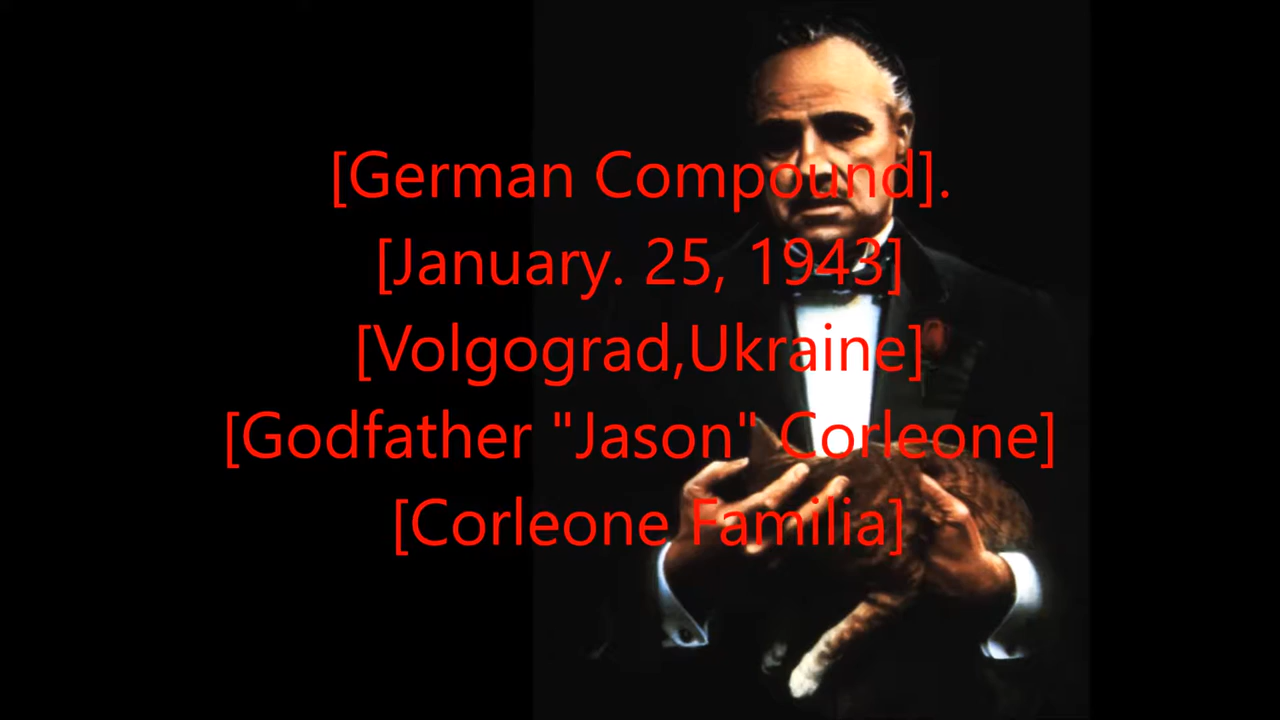 [German Compound].
[January. 25, 1943]
[Volgograd,Ukraine]
[Godfather "Jason" Corleone]
[Corleone Familia]